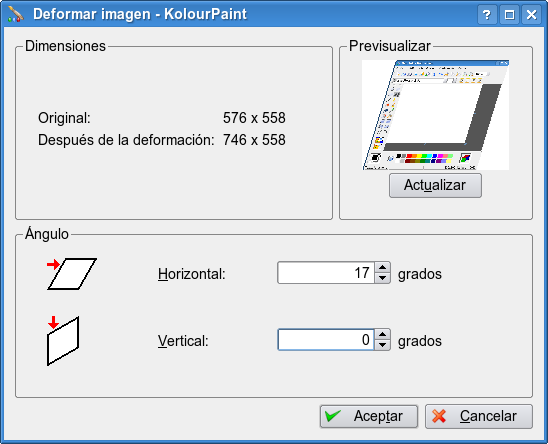 Deformar imagen - KolourPaint
Dimensiones
Original: 576 x 558
Después de la deformación: 746 x 558
Previsualizar
Actualizar
Ángulo
Horizontal: 17 grados
Vertical: 0 grados
Aceptar Cancelar